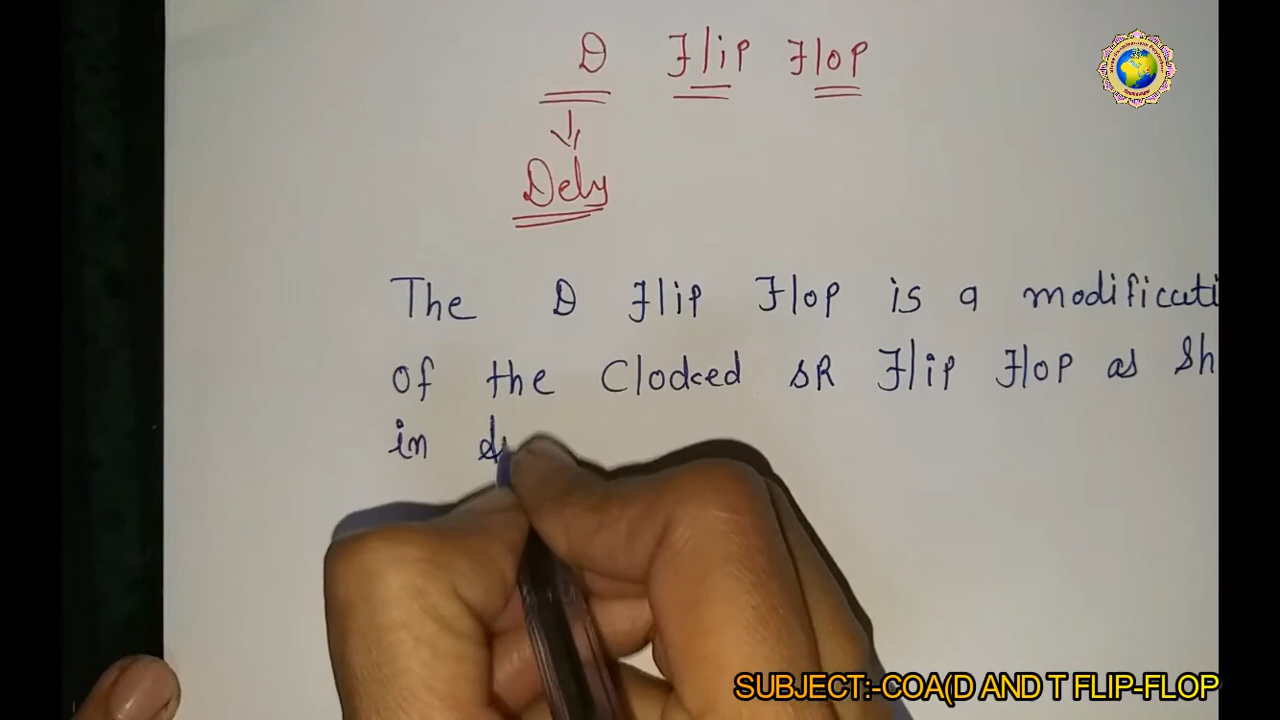 D Flip Flop
Dely
The D Flip Flop is a modificati
of the Clocked SR Flip Flop as Sh
in
SUBJECT:-COA(D AND T FLIP-FLOP